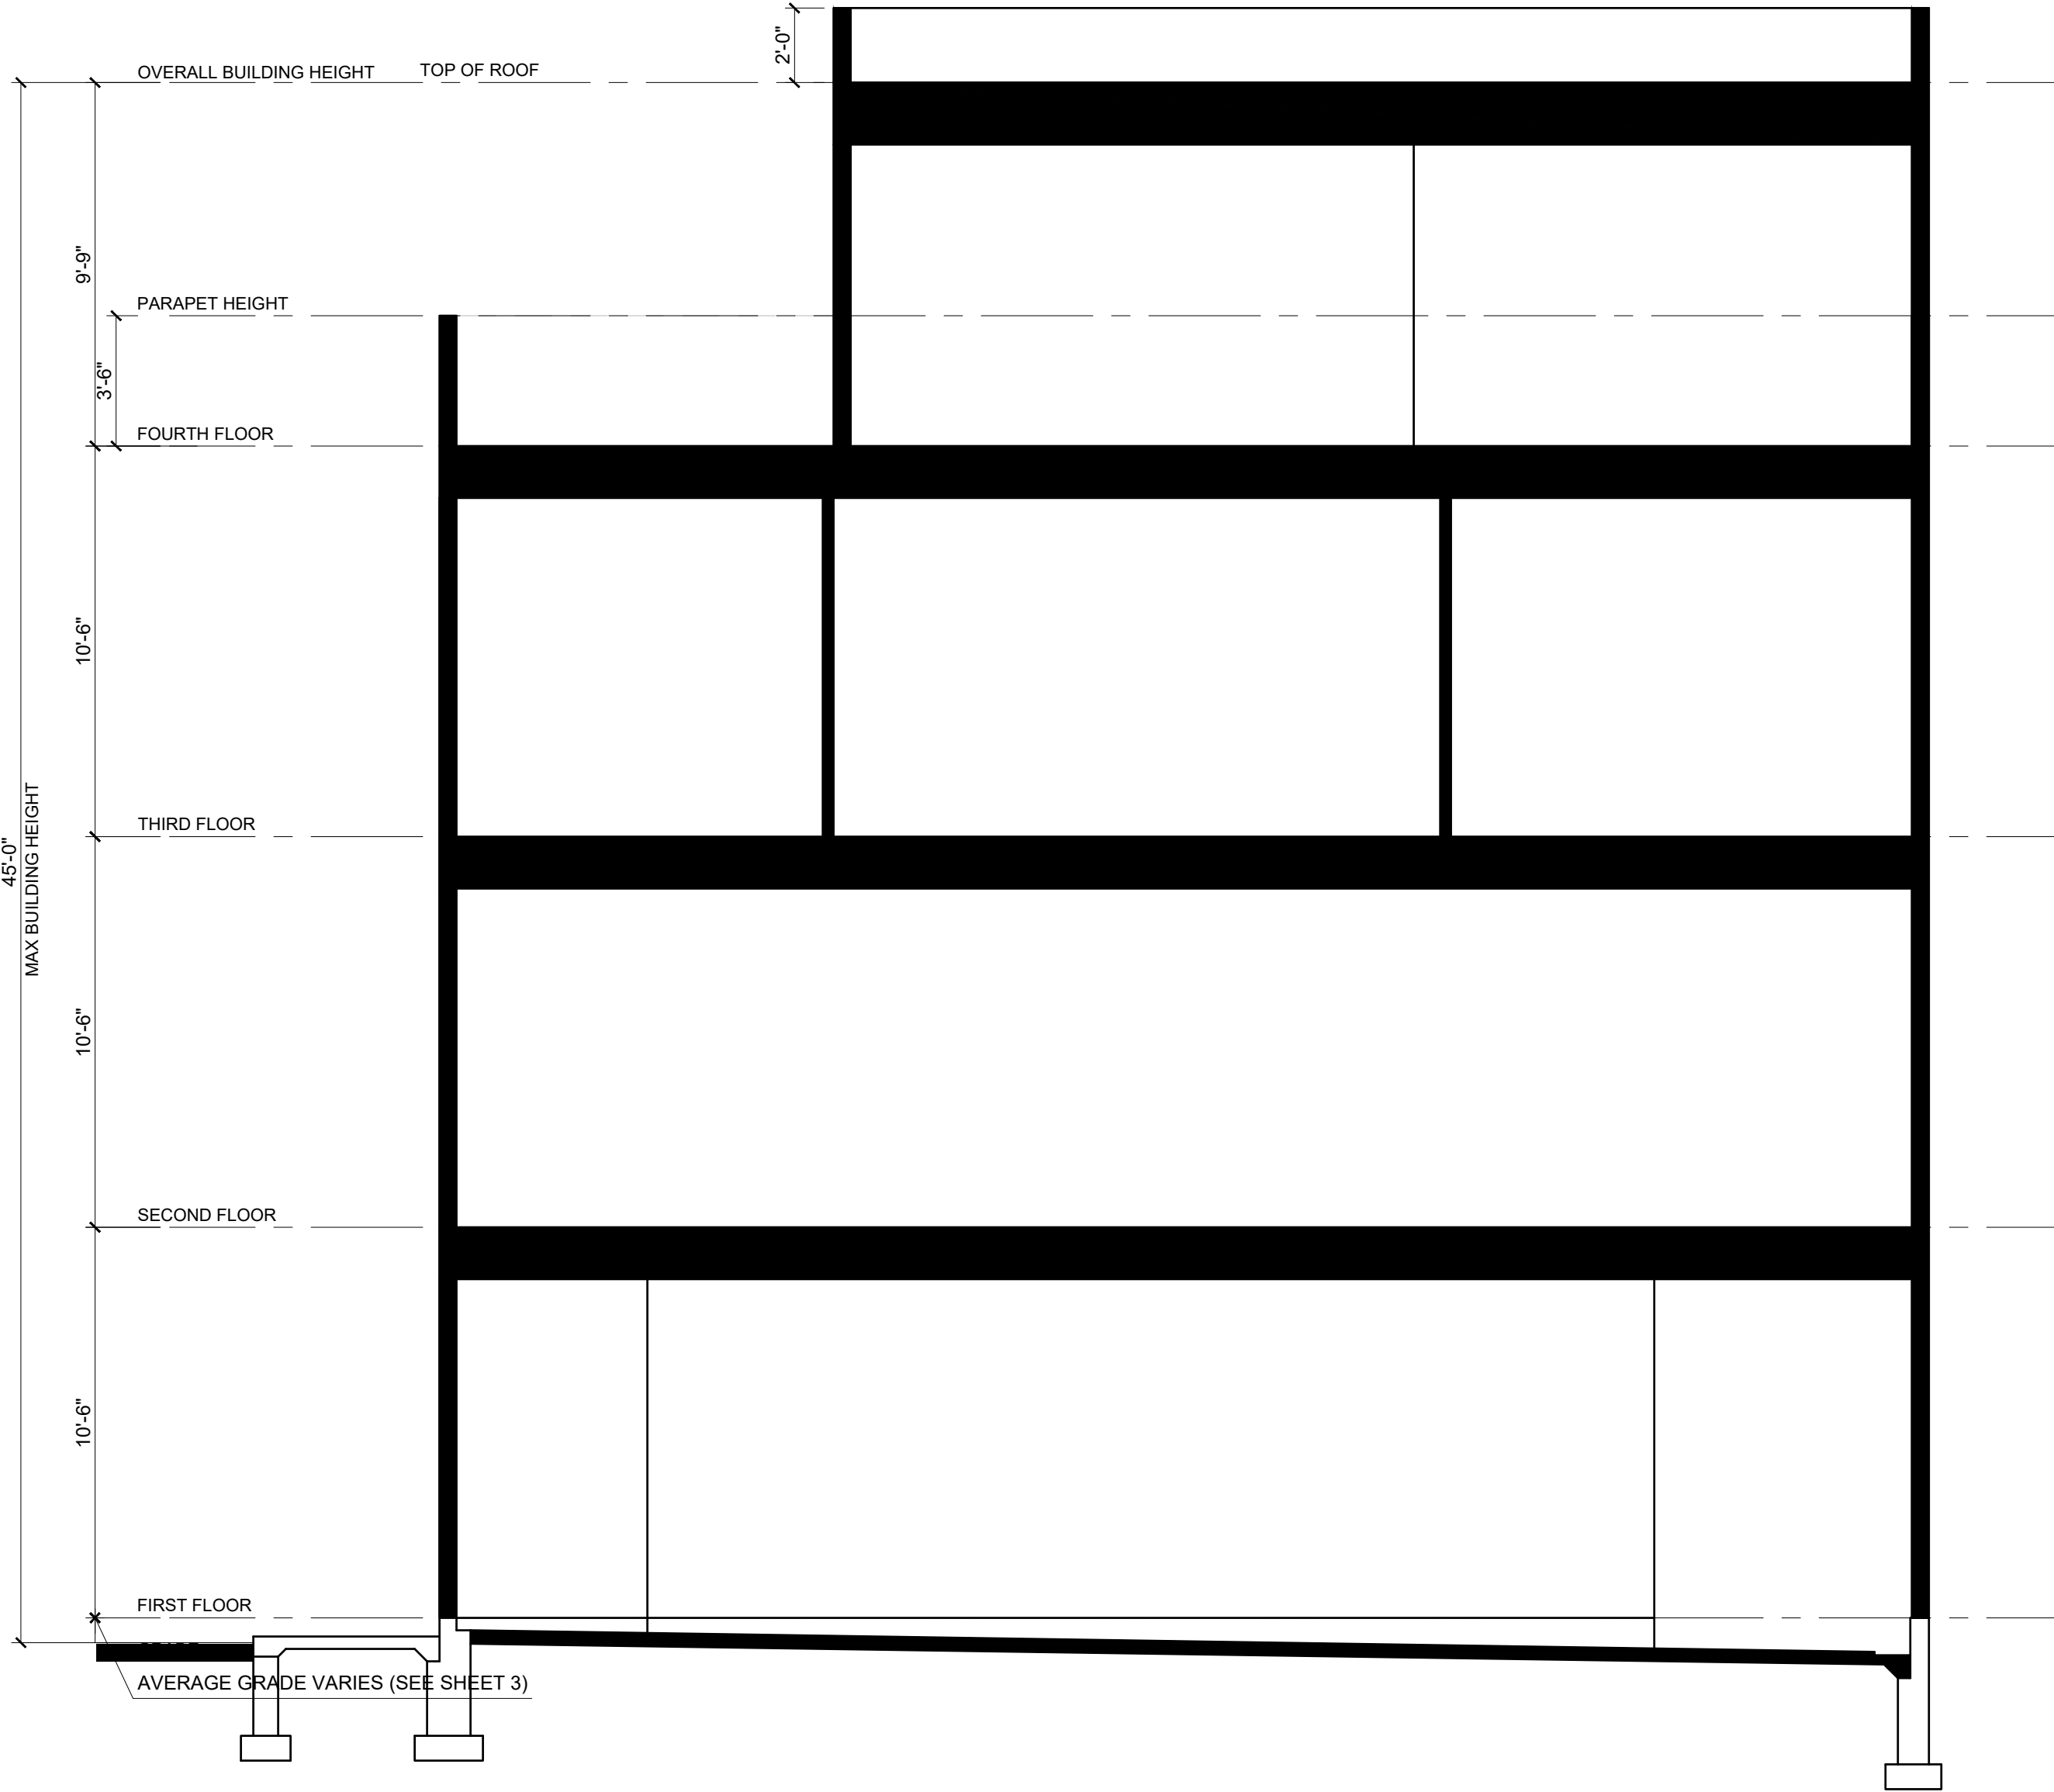 2'-0"
OVERALL BUILDING HEIGHT
TOP OF ROOF
9'-9"
PARAPET HEIGHT
3'-6"
FOURTH FLOOR
10'-6"
THIRD FLOOR
45'-0"
MAX BUILDING HEIGHT
10'-6"
SECOND FLOOR
10'-6"
FIRST FLOOR
AVERAGE GRADE VARIES (SEE SHEET 3)